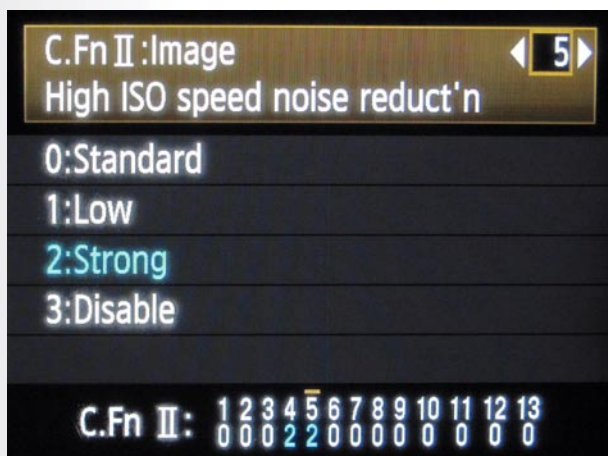 C.Fn II :Image 5
High ISO speed noise reduct'n
0:Standard
1:Low
2:Strong
3:Disable
1 2 3 4 5 6 7 8 9 10 11 12 13
C.Fn II: 0 0 0 2 2 0 0 0 0 0 0 0 0